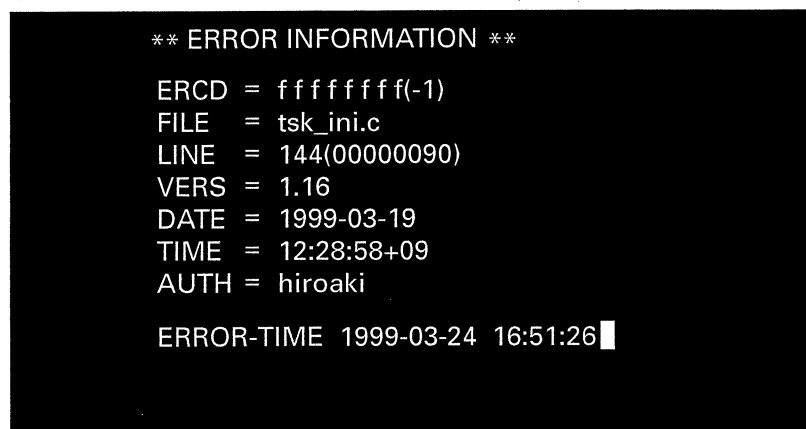 ** ERROR INFORMATION **
ERCD = f f f f f f f f(-1)
FILE = tsk_ini.c
LINE = 144(00000090)
VERS = 1.16
DATE = 1999-03-19
TIME = 12:28:58+09
AUTH = hiroaki
ERROR-TIME 1999-03-24 16:51:26